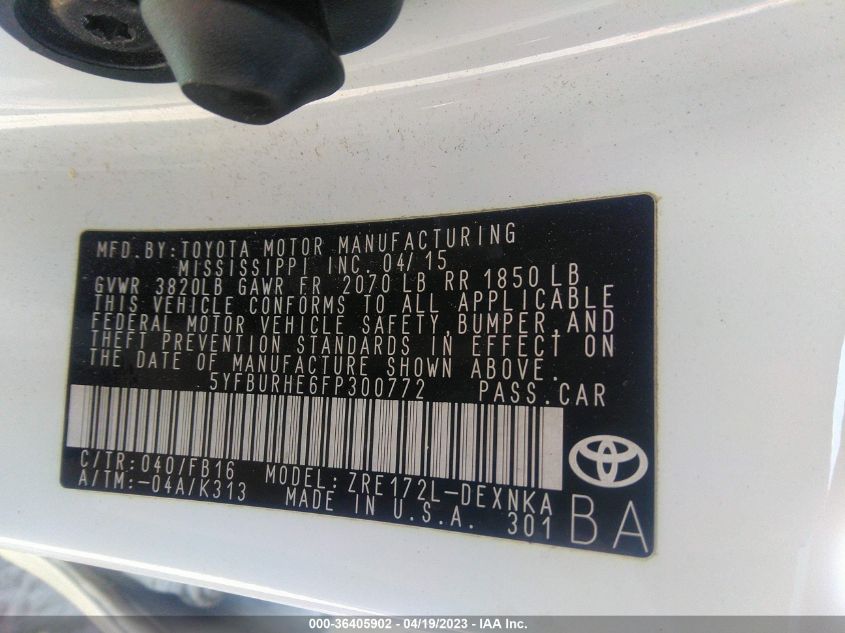 MFD.BY:TOYOTA MOTOR MANUFACTURING
MISSISSIPPI INC. 04/15
GVWR 3820LB GAWR FR 2070 LB RR 1850LB
THIS VEHICLE CONFORMS TO ALL APPLICABLE
FEDERAL MOTOR VEHICLE SAFETY,BUMPER,AND
THEFT PREVENTION STANDARDS IN EFFECT ON
THE DATE OF MANUFACTURE SHOWN ABOVE.
5YFBURHE6FP300772 PASS.CAR
C/TR:040/FB16 MODEL:ZRE172L-DEXNKA
A/TM:-04A/K313 MADE IN U.S.A. 301
BA
000-36405902 - 04/19/2023 - IAA Inc.